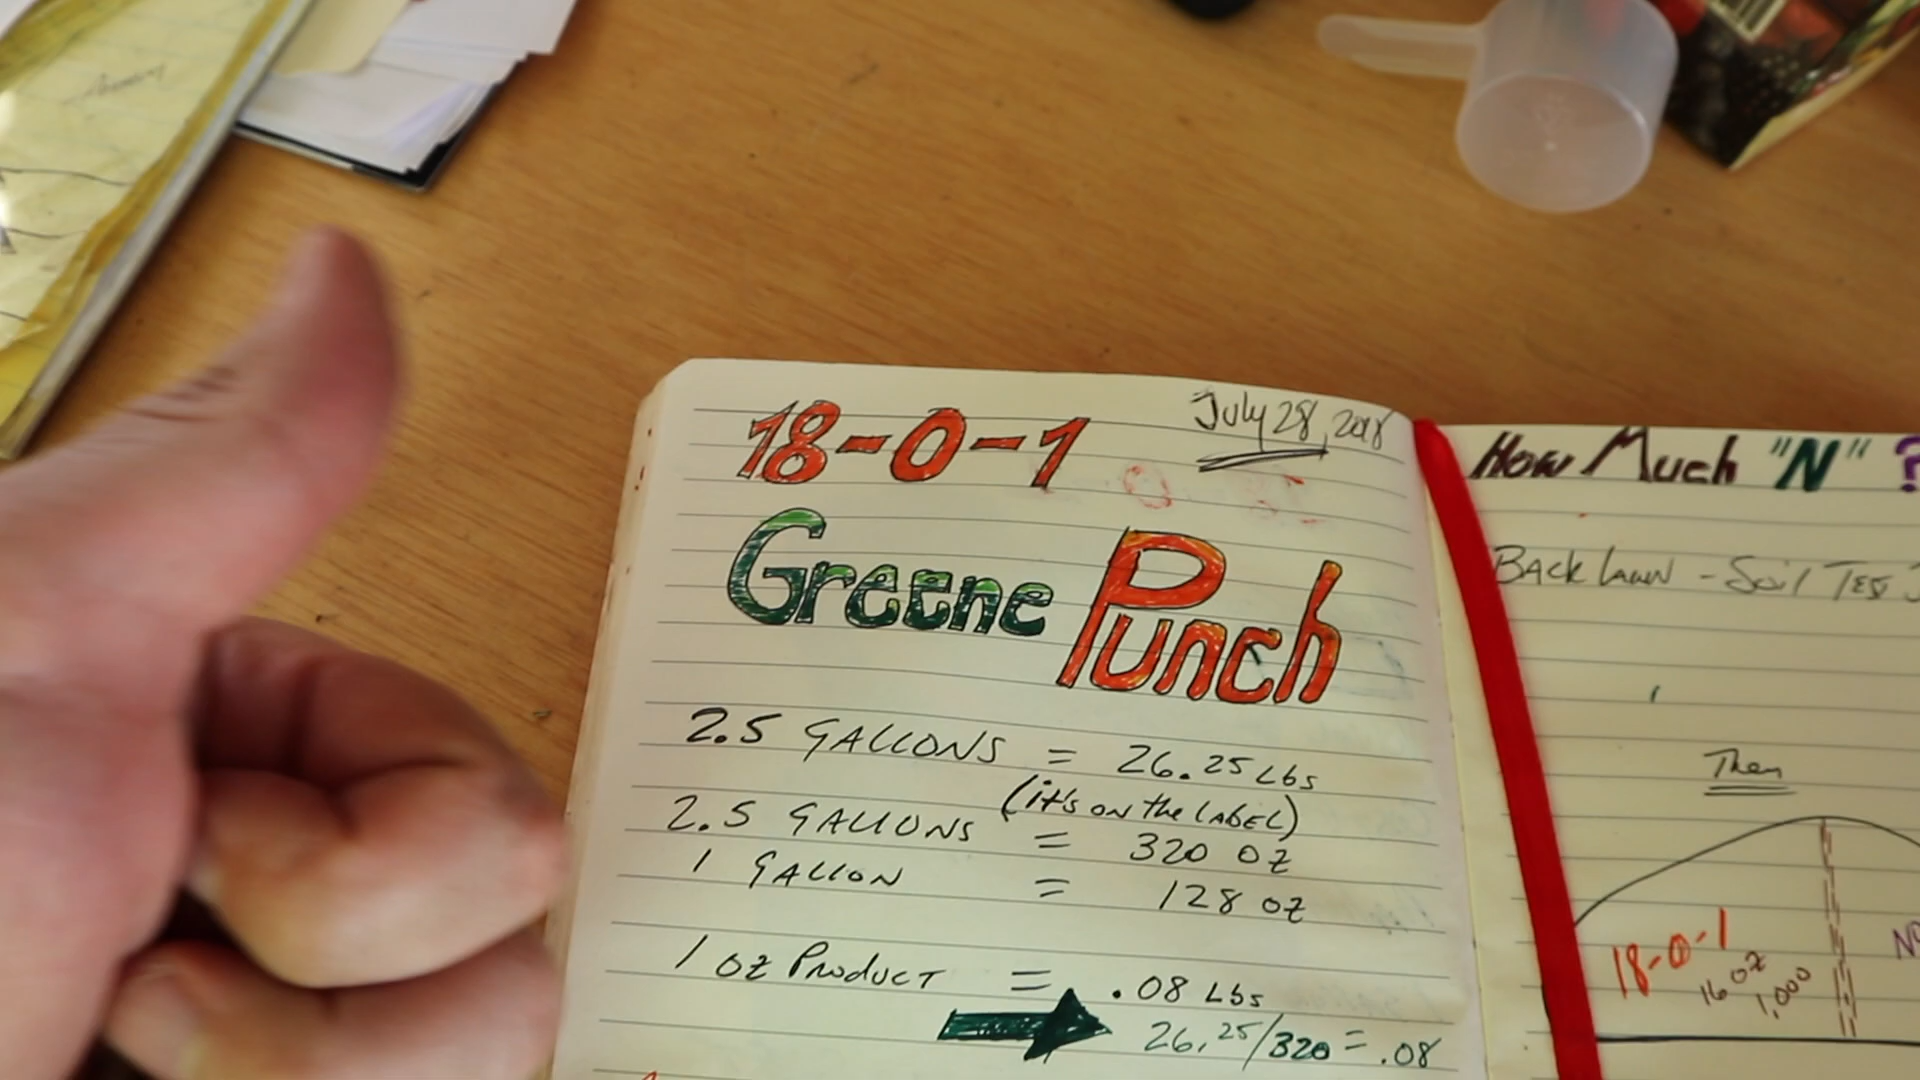 18-0-1
July 28, 2018
Greene Punch
2.5 GALLONS = 26.25 Lbs
(it's on the LABEL)
2.5 GALLONS = 320 oz
1 GALLON = 128 oz
1 oz Product = .08 Lbs
26.25/320 = .08
How Much "N" ?
Back Lawn - Soil Test
Then
18-0-1
16 oz
1,000